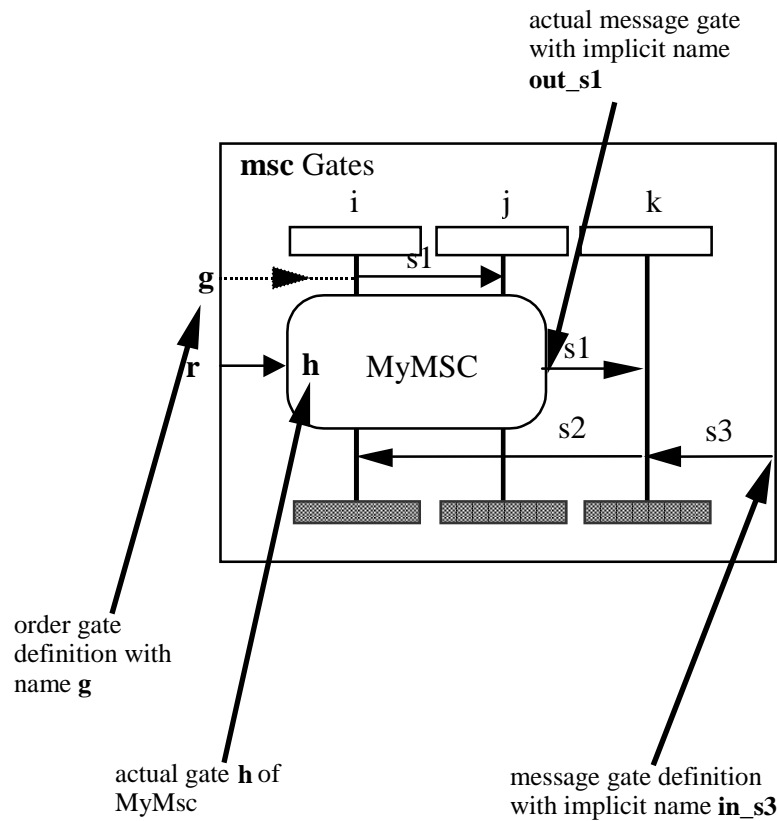 actual message gate
with implicit name
out_s1
msc Gates
i
j
k
s1
g
r
h
MyMSC
s1
s2
s3
order gate
definition with
name g
actual gate h of
MyMsc
message gate definition
with implicit name in_s3